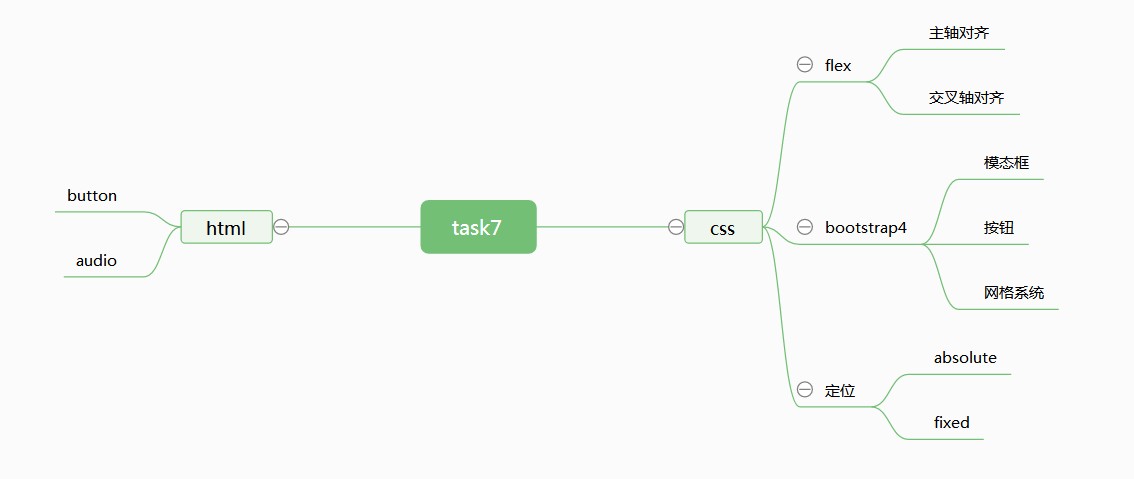 task7
html
button
audio
css
flex
主轴对齐
交叉轴对齐
bootstrap4
模态框
按钮
网格系统
定位
absolute
fixed